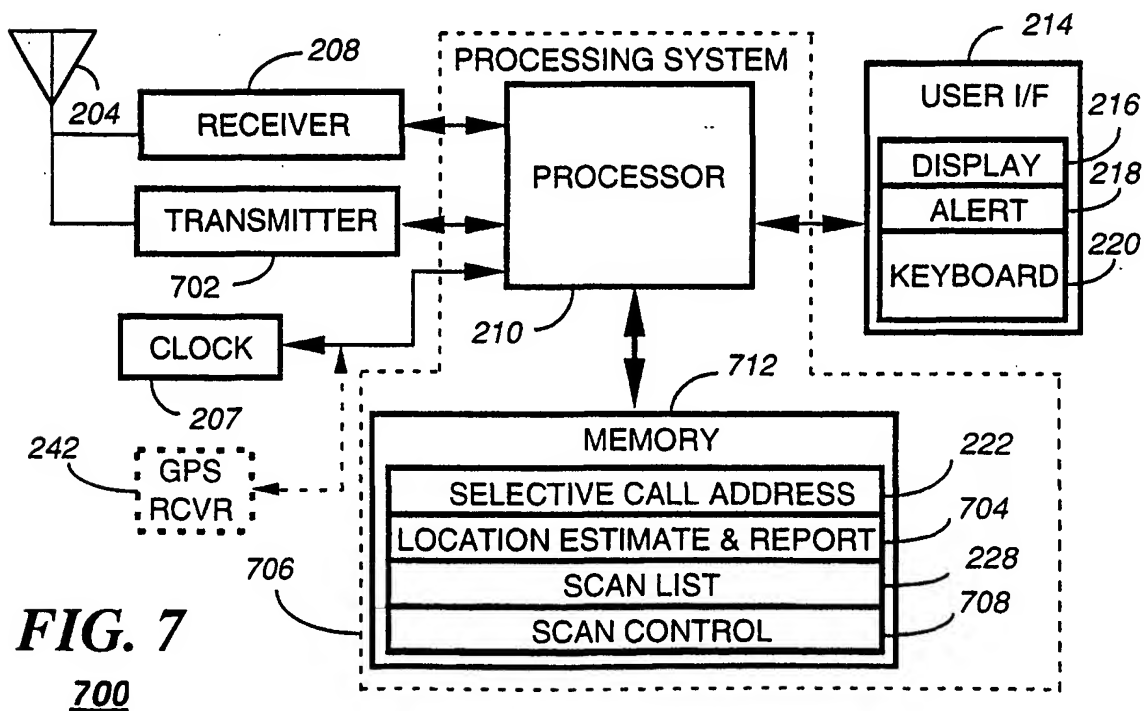 204
208
RECEIVER
TRANSMITTER
702
CLOCK
207
242
GPS
RCVR
PROCESSING SYSTEM
PROCESSOR
210
214
USER I/F
216
DISPLAY
218
ALERT
220
KEYBOARD
712
MEMORY
222
SELECTIVE CALL ADDRESS
704
LOCATION ESTIMATE & REPORT
228
SCAN LIST
708
SCAN CONTROL
706
FIG. 7
700